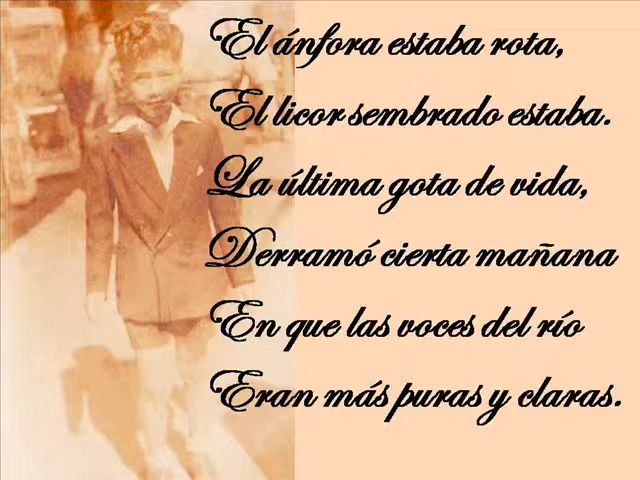 El ánfora estaba rota,
El licor sembrado estaba.
La última gota de vida,
Derramó cierta mañana
En que las voces del río
Eran más puras y claras.